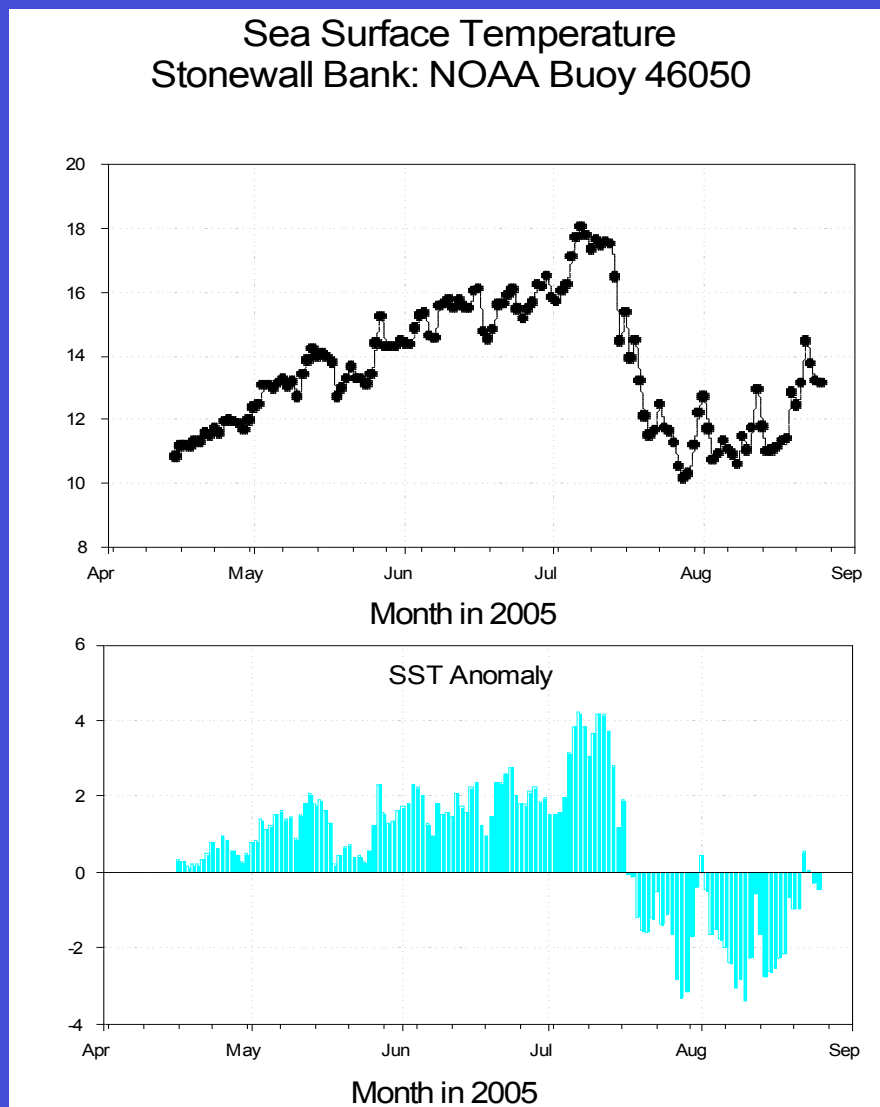 Sea Surface Temperature
Stonewall Bank: NOAA Buoy 46050
20
18
16
14
12
10
8
Apr May Jun Jul Aug Sep
Month in 2005
6
SST Anomaly
4
2
0
-2
-4
Apr May Jun Jul Aug Sep
Month in 2005